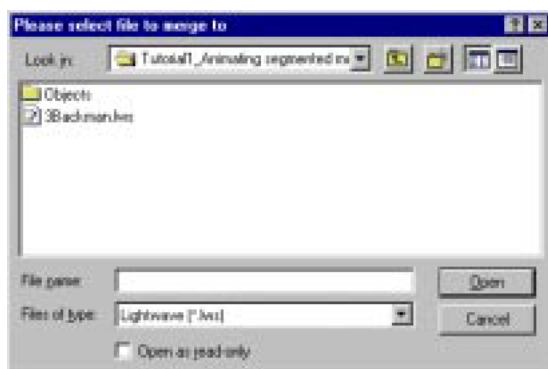 Please select file to merge to
Look in: Tutorial1_Animating segmented m
Objects
3Backman.lws
File name:
Open
Files of type: Lightwave (*.lws)
Cancel
Open as read-only